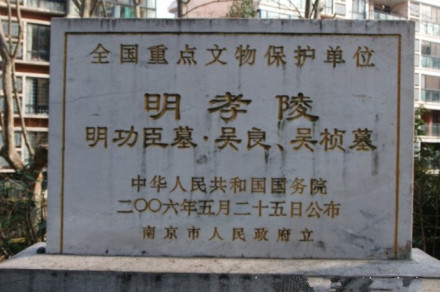 全国重点文物保护单位
明孝陵
明功臣墓·吴良、吴桢墓
中华人民共和国国务院
二〇〇六年五月二十五日公布
南京市人民政府立